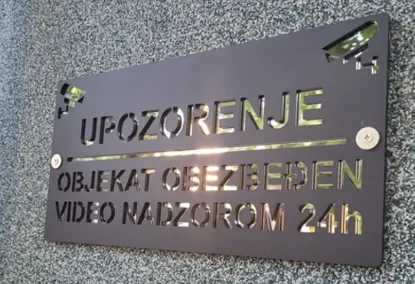 UPOZORENJE
OBJEKAT OBEZBEĐEN
VIDEO NADZOROM 24h